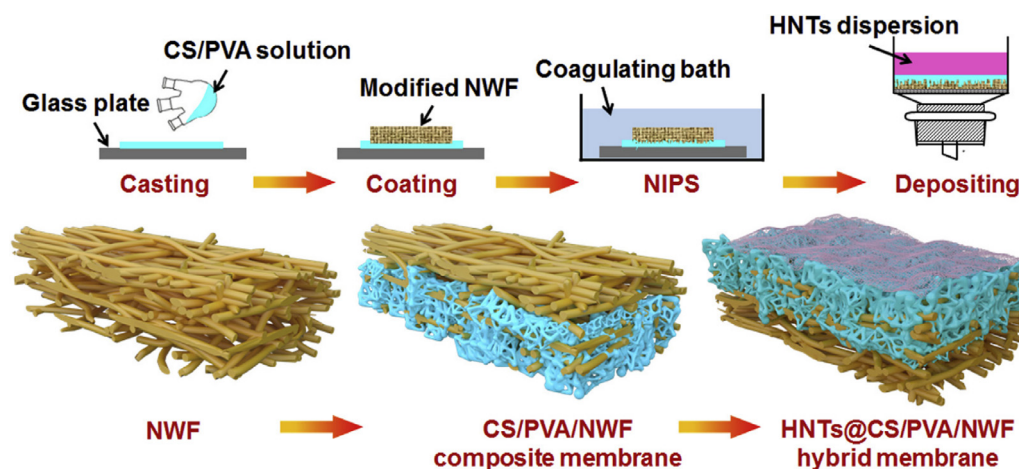 CS/PVA solution
Glass plate
Casting
Modified NWF
Coating
Coagulating bath
NIPS
HNTs dispersion
Depositing
NWF
CS/PVA/NWF
composite membrane
HNTs@CS/PVA/NWF
hybrid membrane